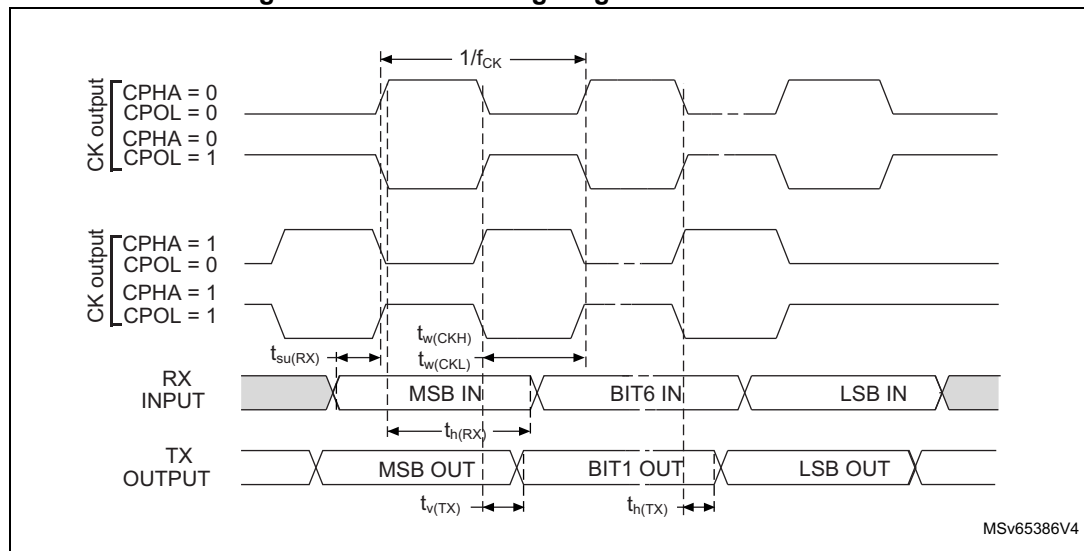 1/fCK
CK output
CPHA = 0
CPOL = 0
CPHA = 0
CPOL = 1
CK output
CPHA = 1
CPOL = 0
CPHA = 1
CPOL = 1
tw(CKH)
tw(CKL)
tsu(RX)
RX
INPUT
MSB IN
BIT6 IN
LSB IN
th(RX)
TX
OUTPUT
MSB OUT
BIT1 OUT
LSB OUT
tv(TX)
th(TX)
MSv65386V4